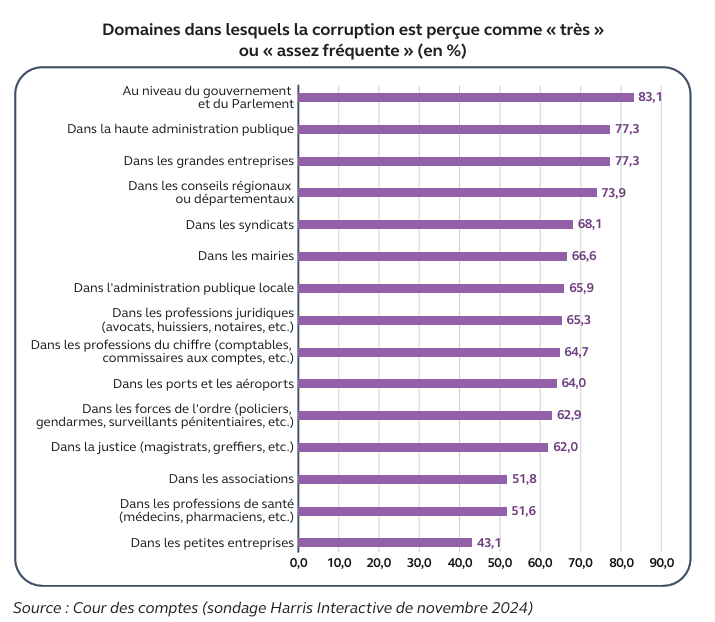 Domaines dans lesquels la corruption est perçue comme « très »
ou « assez fréquente » (en %)
Au niveau du gouvernement
et du Parlement
83,1
Dans la haute administration publique
77,3
Dans les grandes entreprises
77,3
Dans les conseils régionaux
ou départementaux
73,9
Dans les syndicats
68,1
Dans les mairies
66,6
Dans l'administration publique locale
65,9
Dans les professions juridiques
(avocats, huissiers, notaires, etc.)
65,3
Dans les professions du chiffre (comptables,
commissaires aux comptes, etc.)
64,7
Dans les ports et les aéroports
64,0
Dans les forces de l'ordre (policiers,
gendarmes, surveillants pénitentiaires, etc.)
62,9
Dans la justice (magistrats, greffiers, etc.)
62,0
Dans les associations
51,8
Dans les professions de santé
(médecins, pharmaciens, etc.)
51,6
Dans les petites entreprises
43,1
0,0 10,0 20,0 30,0 40,0 50,0 60,0 70,0 80,0 90,0
Source : Cour des comptes (sondage Harris Interactive de novembre 2024)